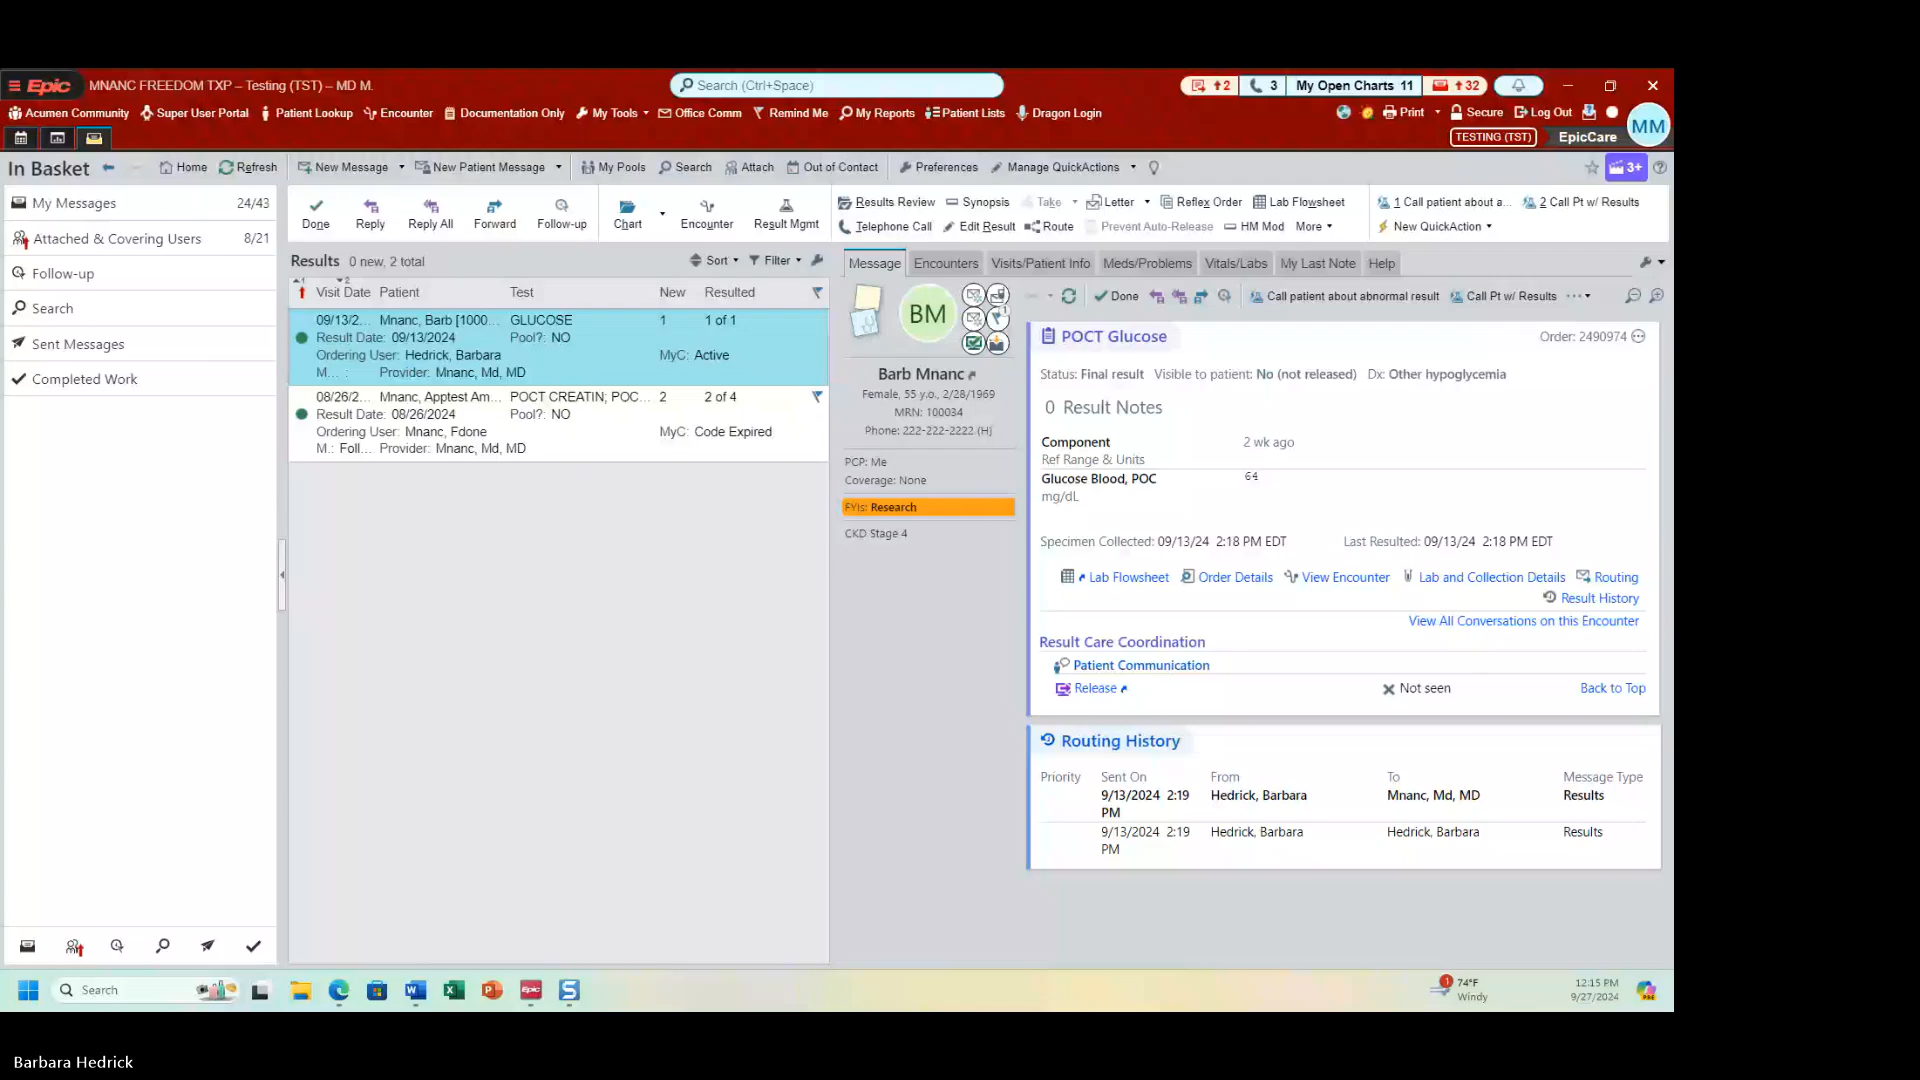 Epic MNANC FREEDOM TXP – Testing (TST) – MD M. Search (Ctrl+Space) 2 3 My Open Charts 11 32
Acumen Community Super User Portal Patient Lookup Encounter Documentation Only My Tools Office Comm Remind Me My Reports Patient Lists Dragon Login Print Secure Log Out
TESTING (TST) EpicCare MM
In Basket Home Refresh New Message New Patient Message My Pools Search Attach Out of Contact Preferences Manage QuickActions 3+
My Messages 24/43
Attached & Covering Users 8/21
Follow-up
Search
Sent Messages
Completed Work
Done Reply Reply All Forward Follow-up Chart Encounter Result Mgmt
Results Review Synopsis Take Letter Reflex Order Lab Flowsheet 1 Call patient about a... 2 Call Pt w/ Results
Telephone Call Edit Result Route Prevent Auto-Release HM Mod More New QuickAction
Results 0 new, 2 total Sort Filter
1 2
Visit Date Patient Test New Resulted
09/13/2... Mnanc, Barb [1000... GLUCOSE 1 1 of 1
Result Date: 09/13/2024 Pool?: NO
Ordering User: Hedrick, Barbara MyC: Active
M... : Provider: Mnanc, Md, MD
08/26/2... Mnanc, Apptest Am... POCT CREATIN; POC... 2 2 of 4
Result Date: 08/26/2024 Pool?: NO
Ordering User: Mnanc, Fdone MyC: Code Expired
M.: Foll... Provider: Mnanc, Md, MD
Message Encounters Visits/Patient Info Meds/Problems Vitals/Labs My Last Note Help
Done Call patient about abnormal result Call Pt w/ Results
BM
1
Barb Mnanc
Female, 55 y.o., 2/28/1969
MRN: 100034
Phone: 222-222-2222 (H)
PCP: Me
Coverage: None
FYIs: Research
CKD Stage 4
POCT Glucose Order: 2490974
Status: Final result Visible to patient: No (not released) Dx: Other hypoglycemia
0 Result Notes
Component 2 wk ago
Ref Range & Units
Glucose Blood, POC 64
mg/dL
Specimen Collected: 09/13/24 2:18 PM EDT Last Resulted: 09/13/24 2:18 PM EDT
Lab Flowsheet Order Details View Encounter Lab and Collection Details Routing
Result History
View All Conversations on this Encounter
Result Care Coordination
Patient Communication
Release Not seen Back to Top
Routing History
Priority Sent On From To Message Type
9/13/2024 2:19 Hedrick, Barbara Mnanc, Md, MD Results
PM
9/13/2024 2:19 Hedrick, Barbara Hedrick, Barbara Results
PM
Search Epic 1 74°F 12:15 PM
Windy 9/27/2024
Barbara Hedrick